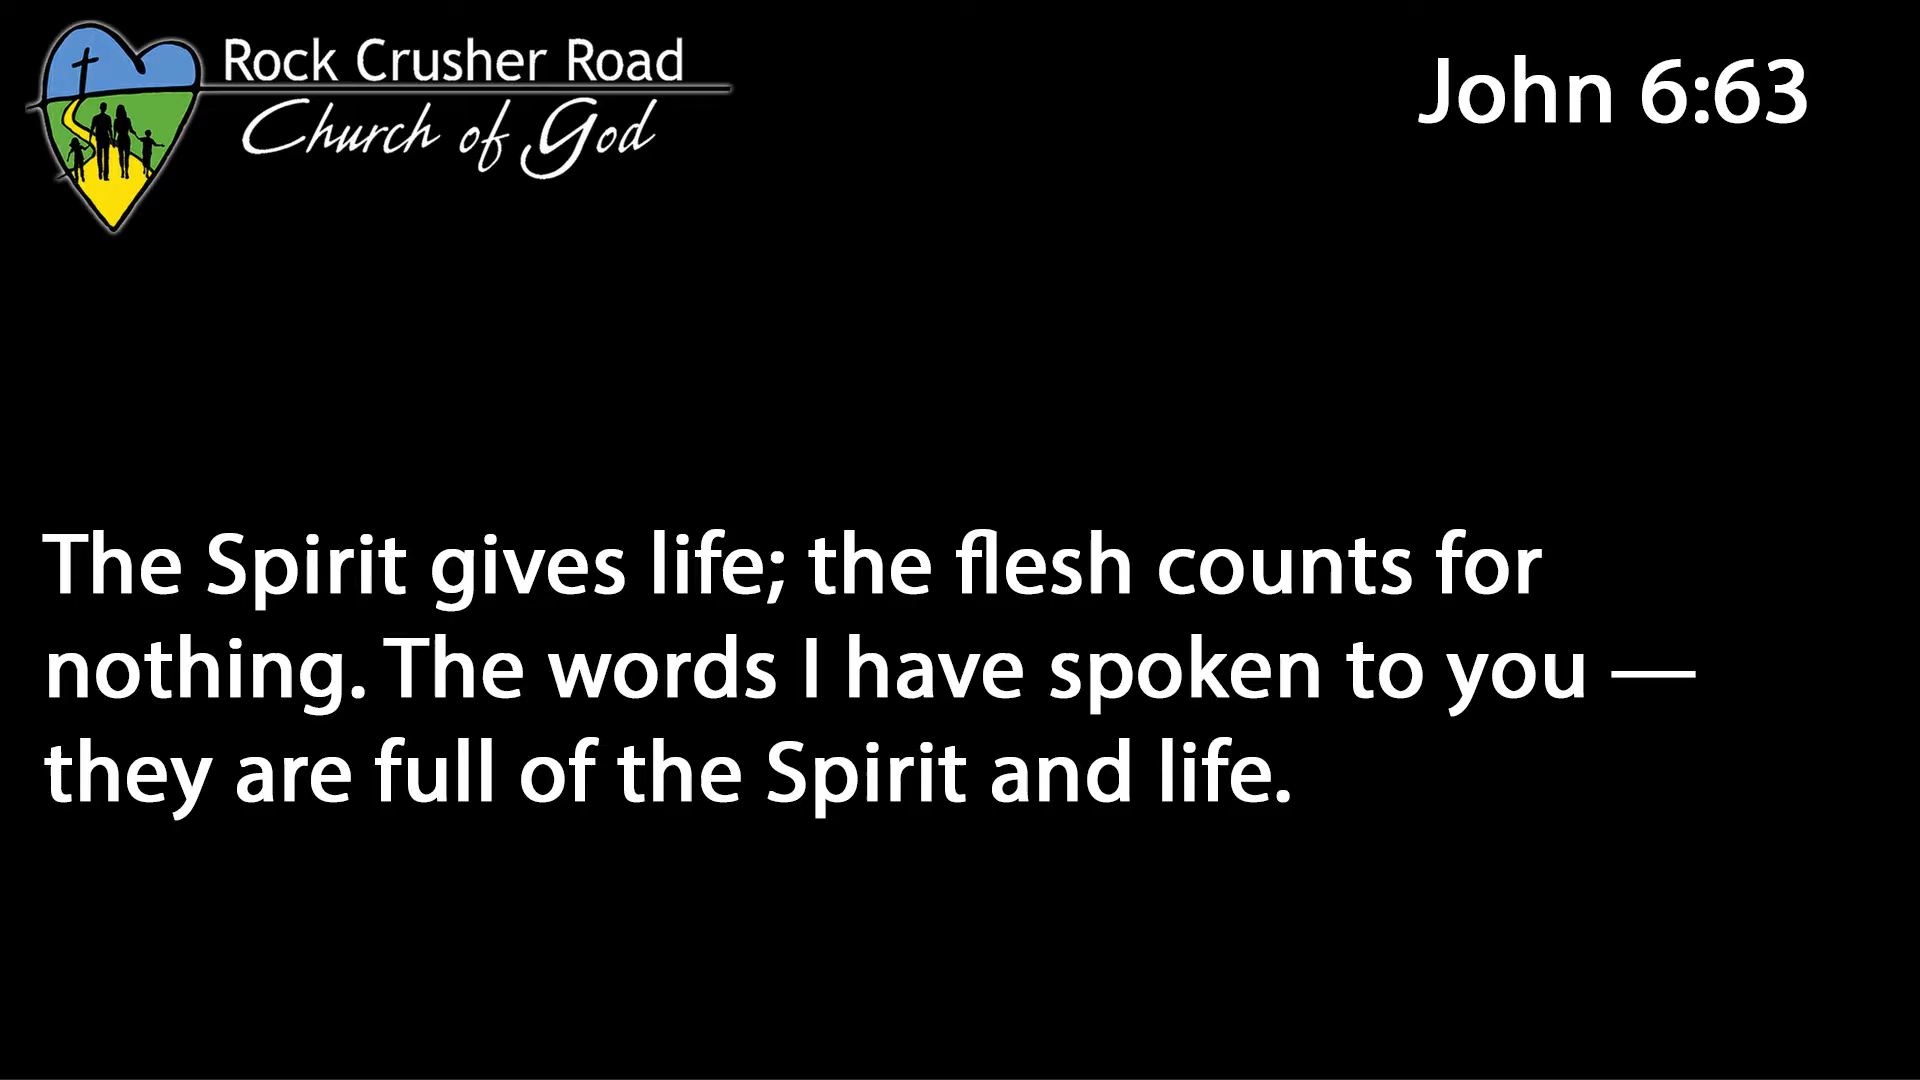 Rock Crusher Road
Church of God
John 6:63
The Spirit gives life; the flesh counts for
nothing. The words I have spoken to you —
they are full of the Spirit and life.